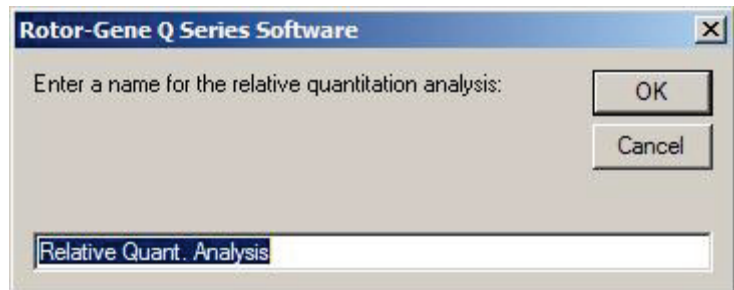 Rotor-Gene Q Series Software
Enter a name for the relative quantitation analysis:
OK
Cancel
Relative Quant. Analysis